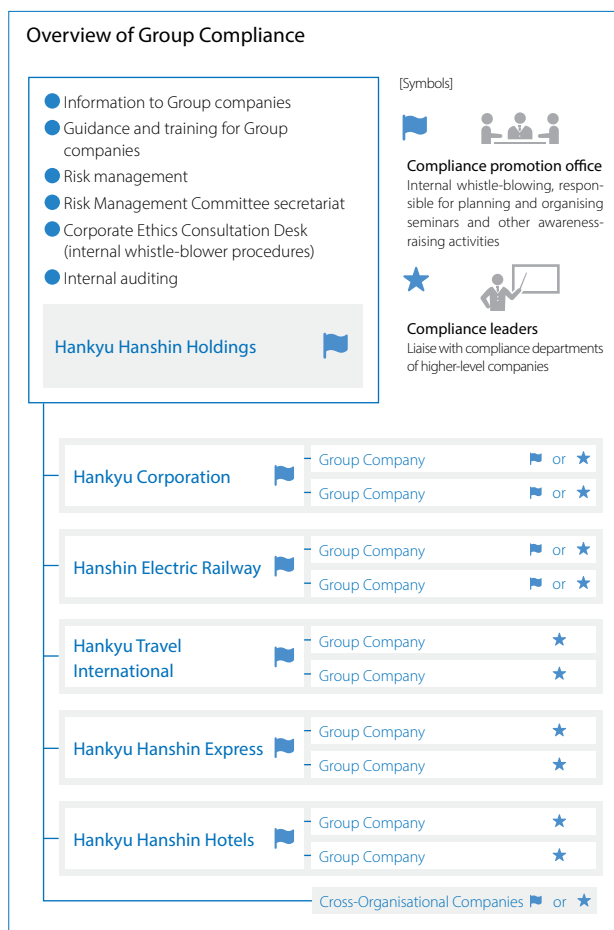 Overview of Group Compliance
Information to Group companies
Guidance and training for Group
companies
Risk management
Risk Management Committee secretariat
Corporate Ethics Consultation Desk
(internal whistle-blower procedures)
Internal auditing
Hankyu Hanshin Holdings
[Symbols]
Compliance promotion office
Internal whistle-blowing, respon-
sible for planning and organising
seminars and other awareness-
raising activities
Compliance leaders
Liaise with compliance departments
of higher-level companies
Hankyu Corporation
Group Company or
Group Company or
Hanshin Electric Railway
Group Company or
Group Company or
Hankyu Travel
International
Group Company
Group Company
Hankyu Hanshin Express
Group Company
Group Company
Hankyu Hanshin Hotels
Group Company
Group Company
Cross-Organisational Companies or